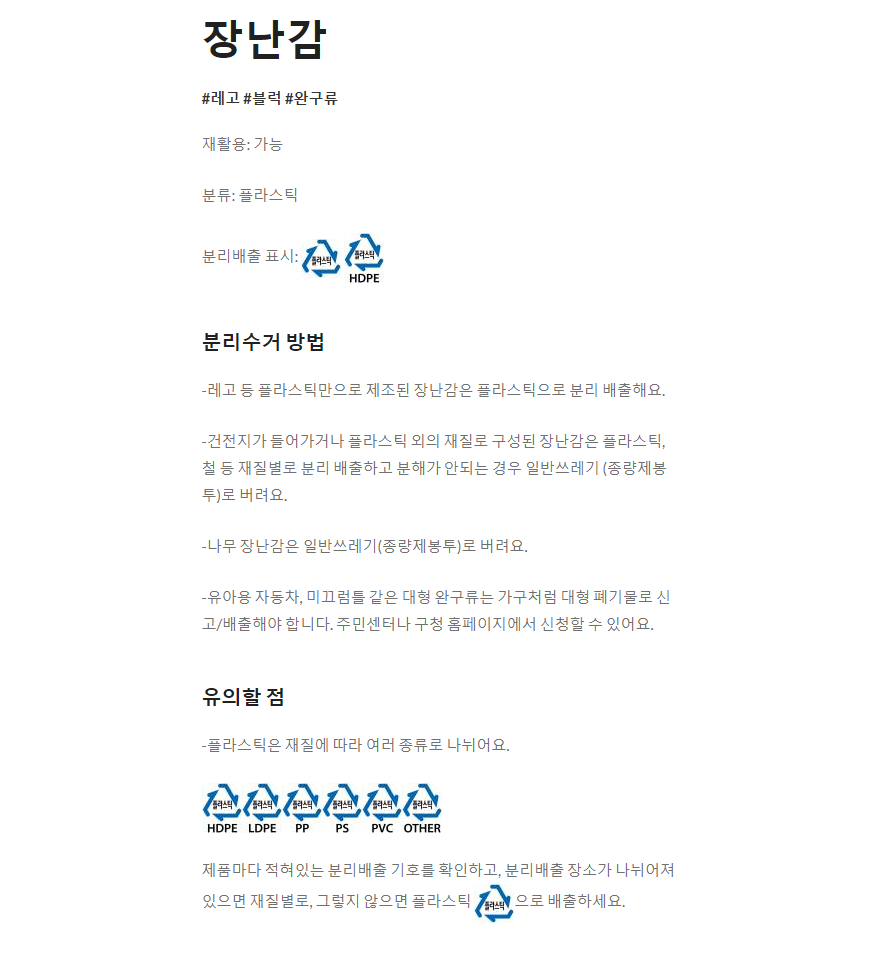 장난감
#레고 #블럭 #완구류
재활용: 가능
분류: 플라스틱
분리배출 표시: 플라스틱 플라스틱
HDPE
분리수거 방법
-레고 등 플라스틱만으로 제조된 장난감은 플라스틱으로 분리 배출해요.
-건전지가 들어가거나 플라스틱 외의 재질로 구성된 장난감은 플라스틱,
철 등 재질별로 분리 배출하고 분해가 안되는 경우 일반쓰레기 (종량제봉
투)로 버려요.
-나무 장난감은 일반쓰레기(종량제봉투)로 버려요.
-유아용 자동차, 미끄럼틀 같은 대형 완구류는 가구처럼 대형 폐기물로 신
고/배출해야 합니다. 주민센터나 구청 홈페이지에서 신청할 수 있어요.
유의할 점
-플라스틱은 재질에 따라 여러 종류로 나뉘어요.
플라스틱 플라스틱 플라스틱 플라스틱 플라스틱 플라스틱
HDPE LDPE PP PS PVC OTHER
제품마다 적혀있는 분리배출 기호를 확인하고, 분리배출 장소가 나뉘어져
있으면 재질별로, 그렇지 않으면 플라스틱 플라스틱 으로 배출하세요.